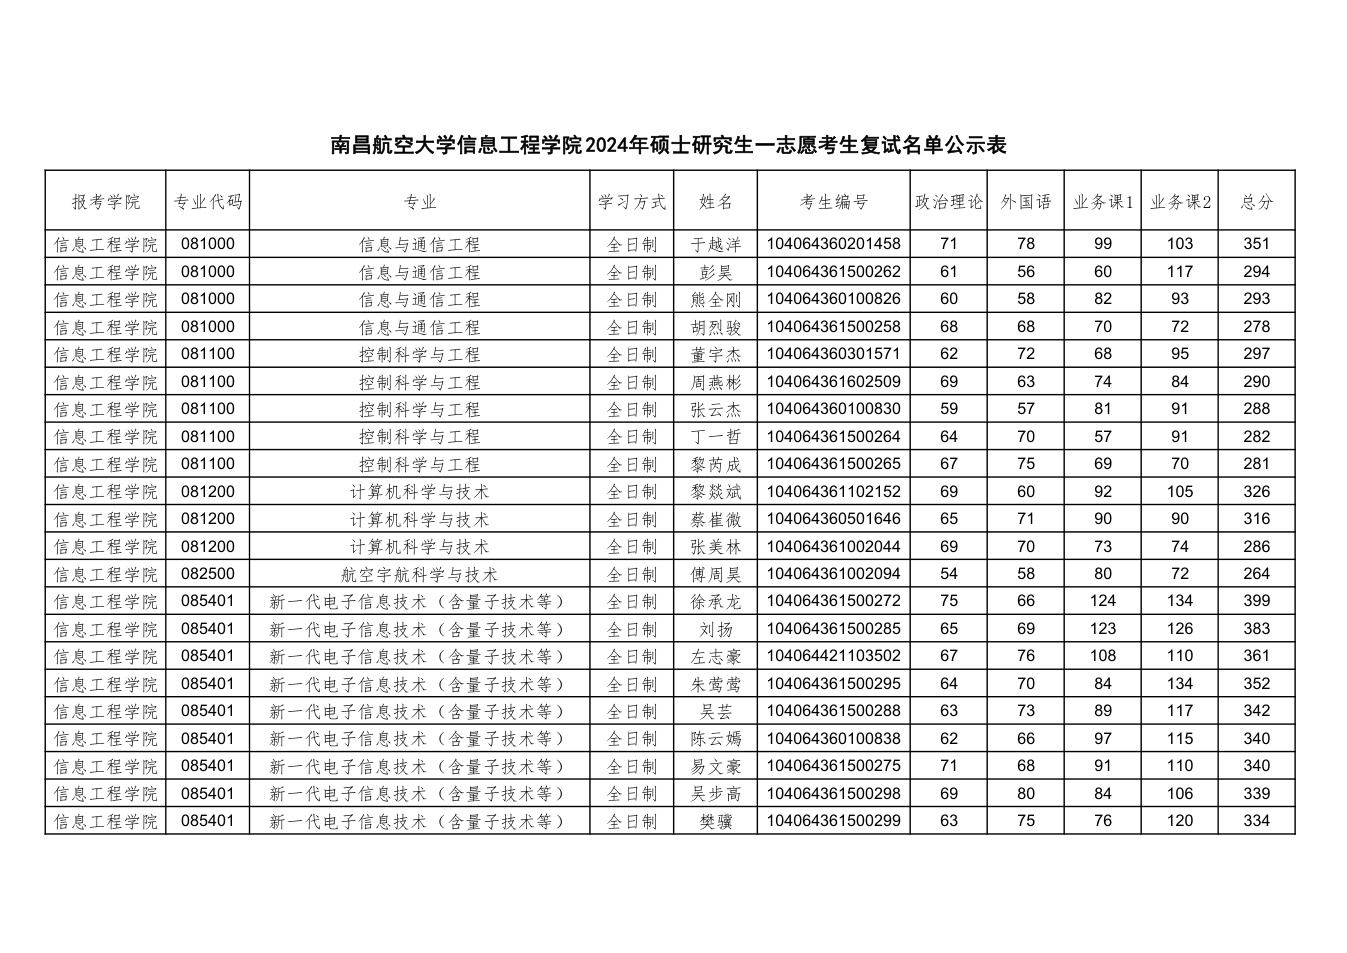 南昌航空大学信息工程学院2024年硕士研究生一志愿考生复试名单公示表
报考学院 专业代码 专业 学习方式 姓名 考生编号 政治理论 外国语 业务课1 业务课2 总分
信息工程学院 081000 信息与通信工程 全日制 于越洋 104064360201458 71 78 99 103 351
信息工程学院 081000 信息与通信工程 全日制 彭昊 104064361500262 61 56 60 117 294
信息工程学院 081000 信息与通信工程 全日制 熊全刚 104064360100826 60 58 82 93 293
信息工程学院 081000 信息与通信工程 全日制 胡烈骏 104064361500258 68 68 70 72 278
信息工程学院 081100 控制科学与工程 全日制 董宇杰 104064360301571 62 72 68 95 297
信息工程学院 081100 控制科学与工程 全日制 周燕彬 104064361602509 69 63 74 84 290
信息工程学院 081100 控制科学与工程 全日制 张云杰 104064360100830 59 57 81 91 288
信息工程学院 081100 控制科学与工程 全日制 丁一哲 104064361500264 64 70 57 91 282
信息工程学院 081100 控制科学与工程 全日制 黎芮成 104064361500265 67 75 69 70 281
信息工程学院 081200 计算机科学与技术 全日制 黎燚斌 104064361102152 69 60 92 105 326
信息工程学院 081200 计算机科学与技术 全日制 蔡崔微 104064360501646 65 71 90 90 316
信息工程学院 081200 计算机科学与技术 全日制 张美林 104064361002044 69 70 73 74 286
信息工程学院 082500 航空宇航科学与技术 全日制 傅周昊 104064361002094 54 58 80 72 264
信息工程学院 085401 新一代电子信息技术（含量子技术等） 全日制 徐承龙 104064361500272 75 66 124 134 399
信息工程学院 085401 新一代电子信息技术（含量子技术等） 全日制 刘扬 104064361500285 65 69 123 126 383
信息工程学院 085401 新一代电子信息技术（含量子技术等） 全日制 左志豪 104064421103502 67 76 108 110 361
信息工程学院 085401 新一代电子信息技术（含量子技术等） 全日制 朱莺莺 104064361500295 64 70 84 134 352
信息工程学院 085401 新一代电子信息技术（含量子技术等） 全日制 吴芸 104064361500288 63 73 89 117 342
信息工程学院 085401 新一代电子信息技术（含量子技术等） 全日制 陈云嫣 104064360100838 62 66 97 115 340
信息工程学院 085401 新一代电子信息技术（含量子技术等） 全日制 易文豪 104064361500275 71 68 91 110 340
信息工程学院 085401 新一代电子信息技术（含量子技术等） 全日制 吴步高 104064361500298 69 80 84 106 339
信息工程学院 085401 新一代电子信息技术（含量子技术等） 全日制 樊骥 104064361500299 63 75 76 120 334